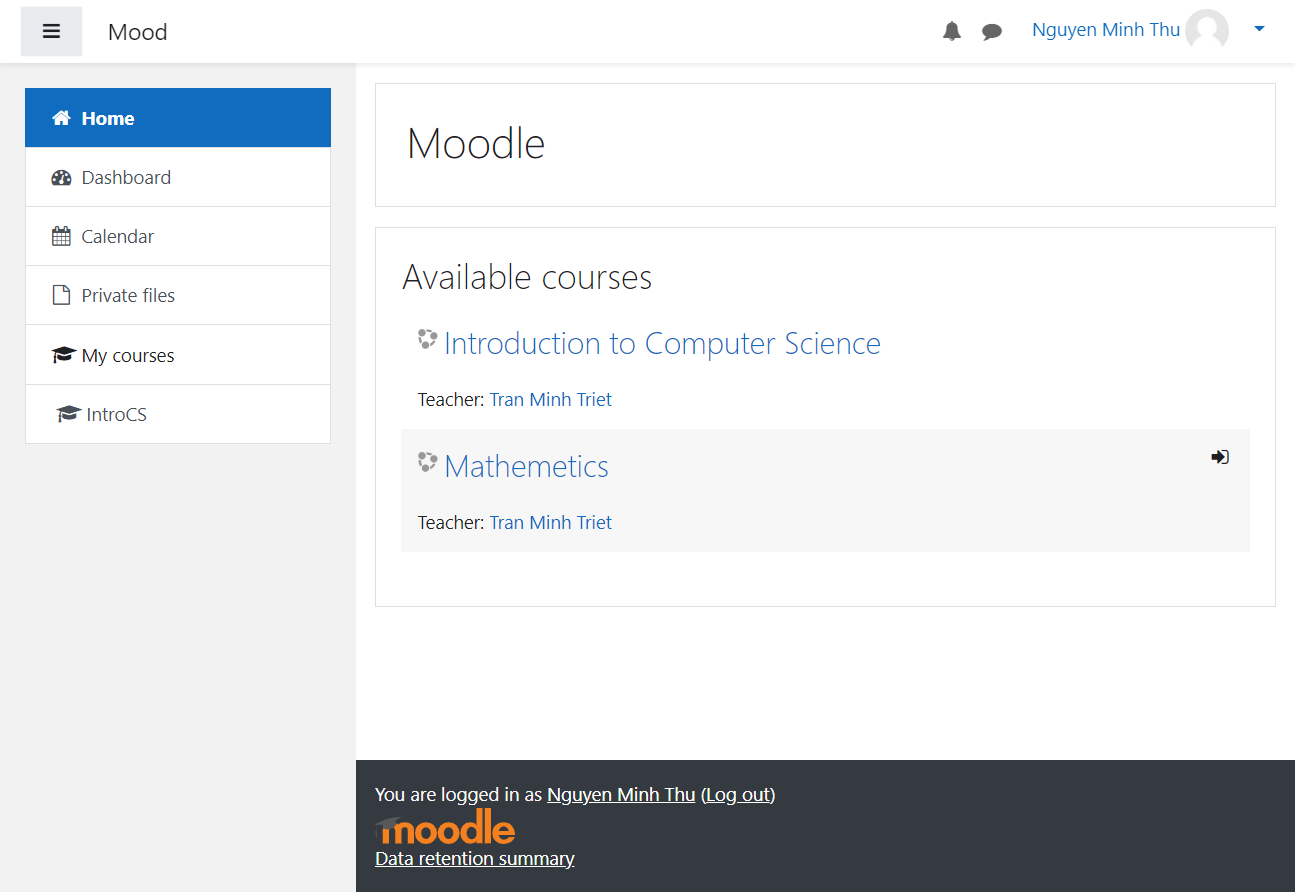 Mood
Nguyen Minh Thu
Home
Dashboard
Calendar
Private files
My courses
IntroCS
Moodle
Available courses
Introduction to Computer Science
Teacher: Tran Minh Triet
Mathemetics
Teacher: Tran Minh Triet
You are logged in as Nguyen Minh Thu (Log out)
moodle
Data retention summary